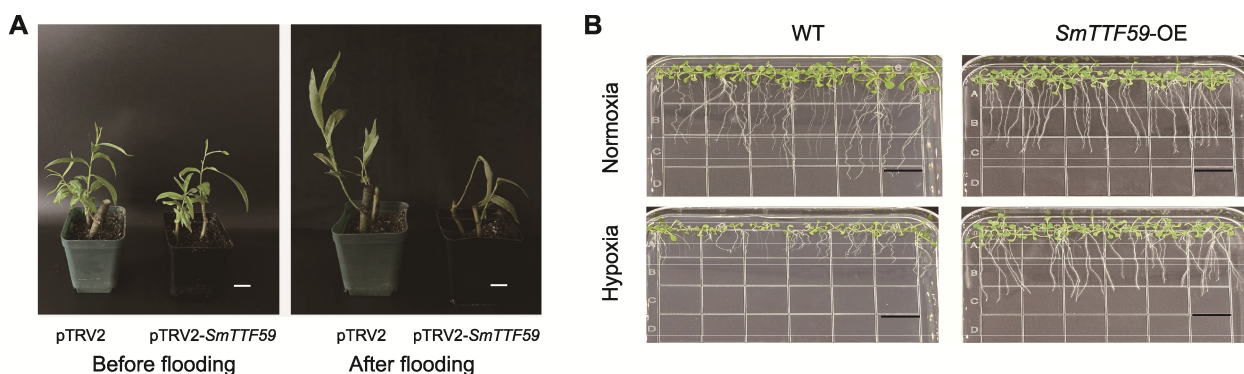 A
pTRV2 pTRV2-SmTTF59 pTRV2 pTRV2-SmTTF59
Before flooding After flooding
B
WT SmTTF59-OE
Normoxia
A A
B B
C C
D D
Hypoxia
A A
B B
C C
D D